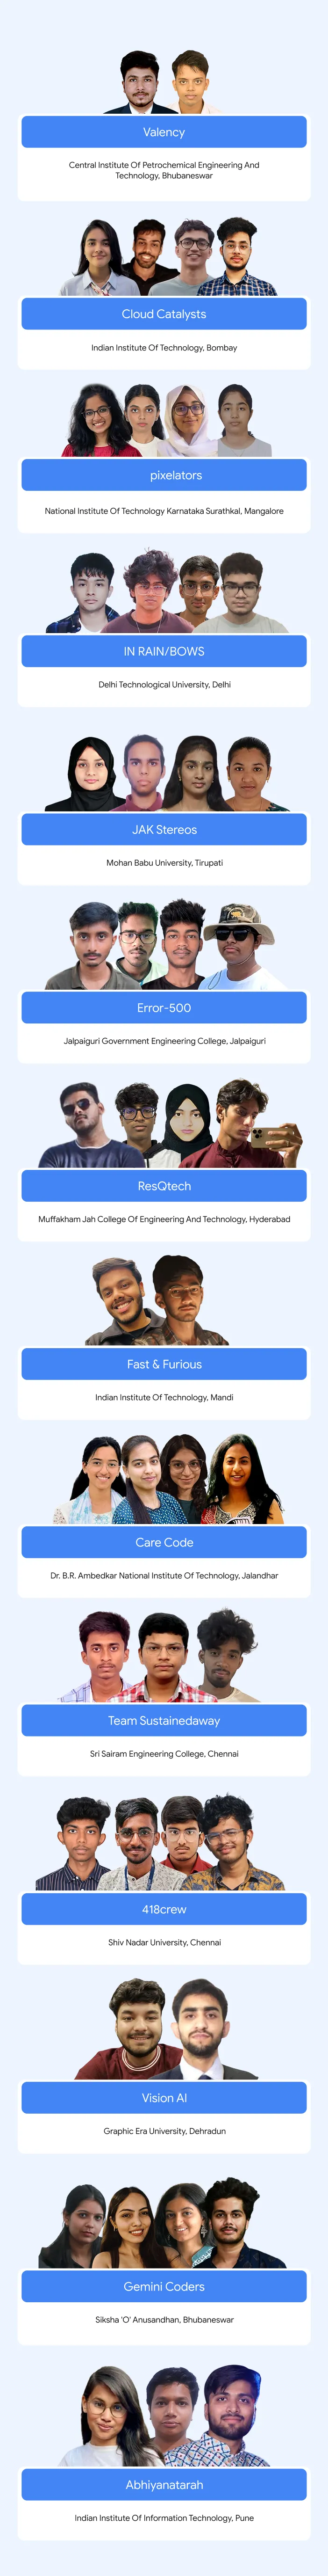 Valency
Central Institute Of Petrochemical Engineering And
Technology, Bhubaneswar
Cloud Catalysts
Indian Institute Of Technology, Bombay
pixelators
National Institute Of Technology Karnataka Surathkal, Mangalore
IN RAIN/BOWS
Delhi Technological University, Delhi
JAK Stereos
Mohan Babu University, Tirupati
Error-500
Jalpaiguri Government Engineering College, Jalpaiguri
ResQtech
Muffakham Jah College Of Engineering And Technology, Hyderabad
Fast & Furious
Indian Institute Of Technology, Mandi
Care Code
Dr. B.R. Ambedkar National Institute Of Technology, Jalandhar
Team Sustainedaway
Sri Sairam Engineering College, Chennai
418crew
Shiv Nadar University, Chennai
Vision AI
Graphic Era University, Dehradun
Gemini Coders
Siksha 'O' Anusandhan, Bhubaneswar
Abhiyanatarah
Indian Institute Of Information Technology, Pune